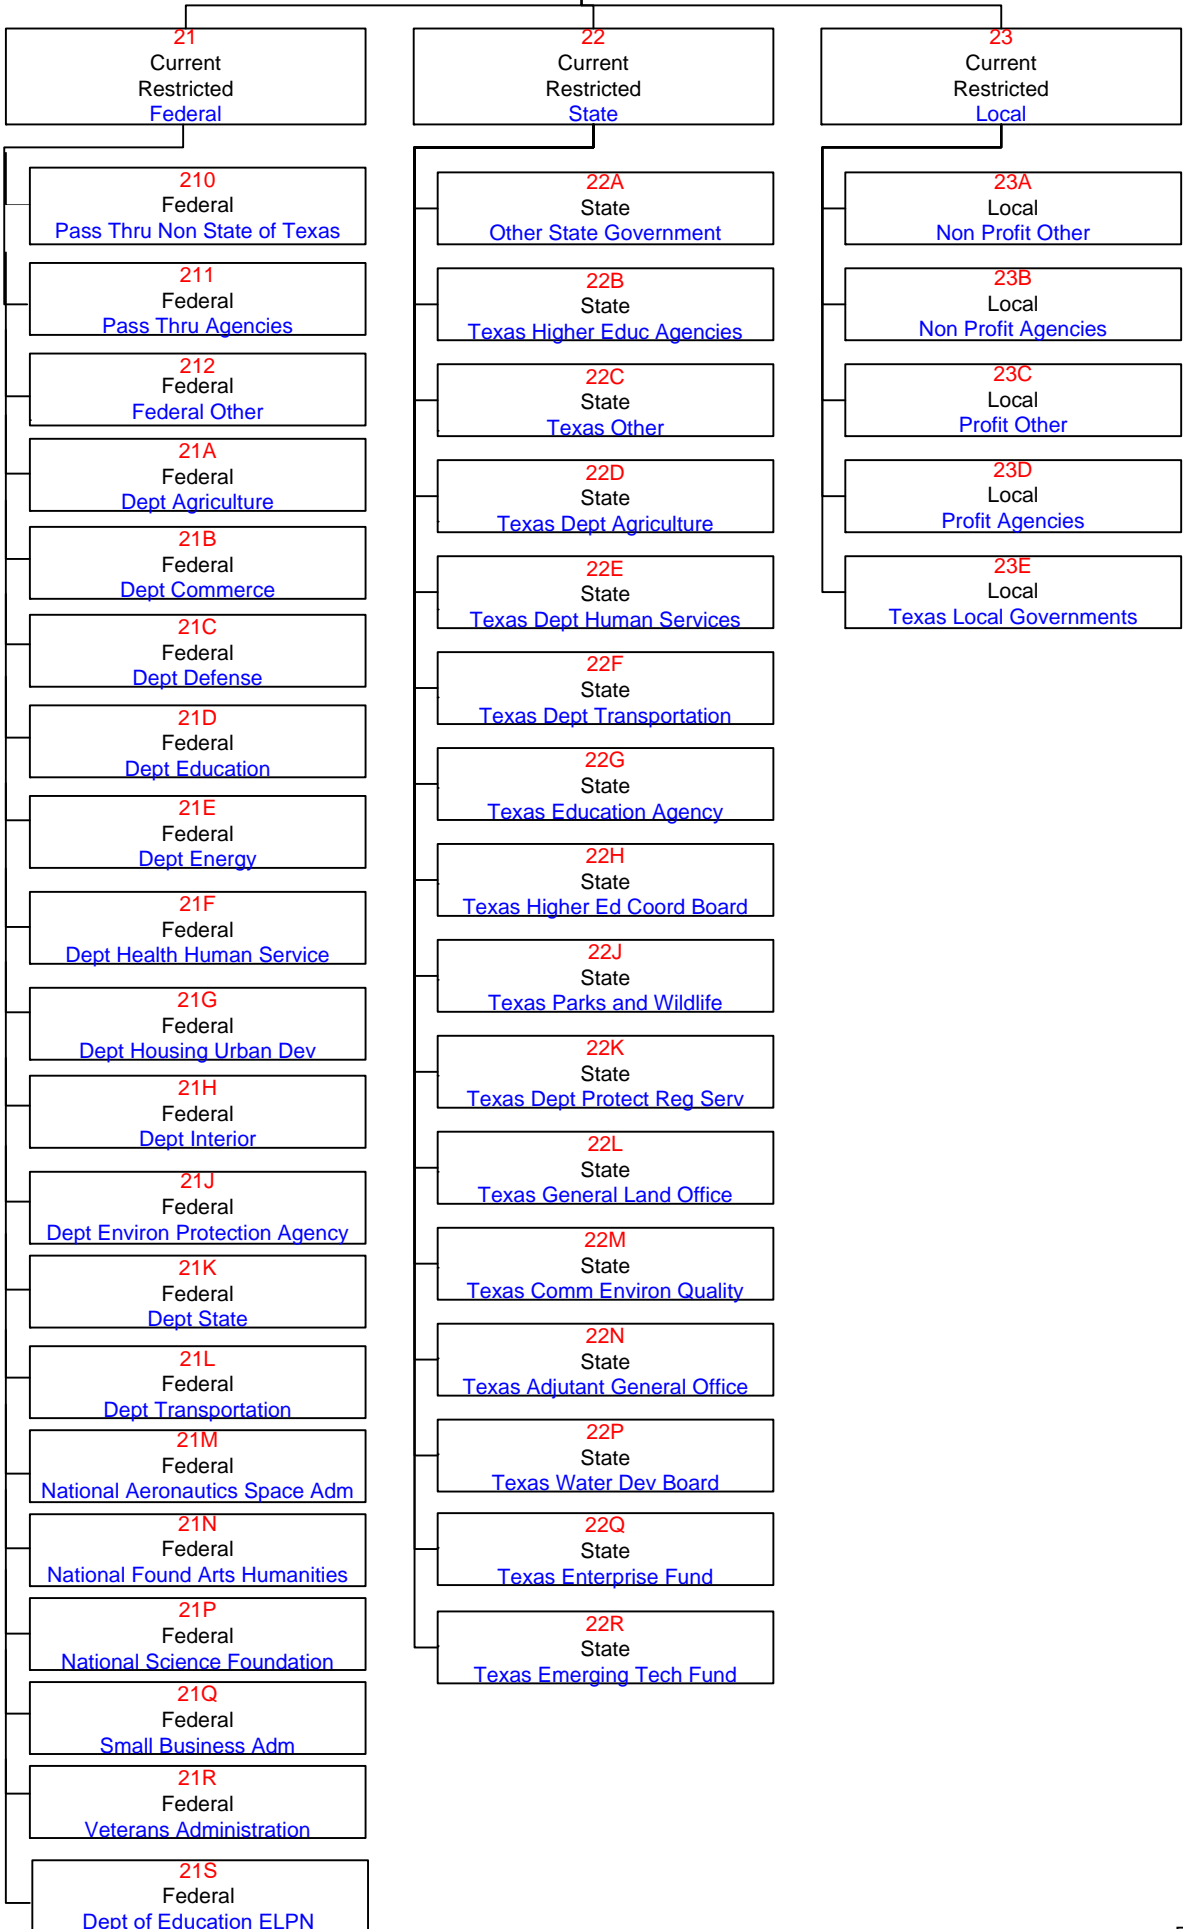 21
Current
Restricted
Federal
210
Federal
Pass Thru Non State of Texas
211
Federal
Pass Thru Agencies
212
Federal
Federal Other
21A
Federal
Dept Agriculture
21B
Federal
Dept Commerce
21C
Federal
Dept Defense
21D
Federal
Dept Education
21E
Federal
Dept Energy
21F
Federal
Dept Health Human Service
21G
Federal
Dept Housing Urban Dev
21H
Federal
Dept Interior
21J
Federal
Dept Environ Protection Agency
21K
Federal
Dept State
21L
Federal
Dept Transportation
21M
Federal
National Aeronautics Space Adm
21N
Federal
National Found Arts Humanities
21P
Federal
National Science Foundation
21Q
Federal
Small Business Adm
21R
Federal
Veterans Administration
21S
Federal
Dept of Education ELPN
22
Current
Restricted
State
22A
State
Other State Government
22B
State
Texas Higher Educ Agencies
22C
State
Texas Other
22D
State
Texas Dept Agriculture
22E
State
Texas Dept Human Services
22F
State
Texas Dept Transportation
22G
State
Texas Education Agency
22H
State
Texas Higher Ed Coord Board
22J
State
Texas Parks and Wildlife
22K
State
Texas Dept Protect Reg Serv
22L
State
Texas General Land Office
22M
State
Texas Comm Environ Quality
22N
State
Texas Adjutant General Office
22P
State
Texas Water Dev Board
22Q
State
Texas Enterprise Fund
22R
State
Texas Emerging Tech Fund
23
Current
Restricted
Local
23A
Local
Non Profit Other
23B
Local
Non Profit Agencies
23C
Local
Profit Other
23D
Local
Profit Agencies
23E
Local
Texas Local Governments